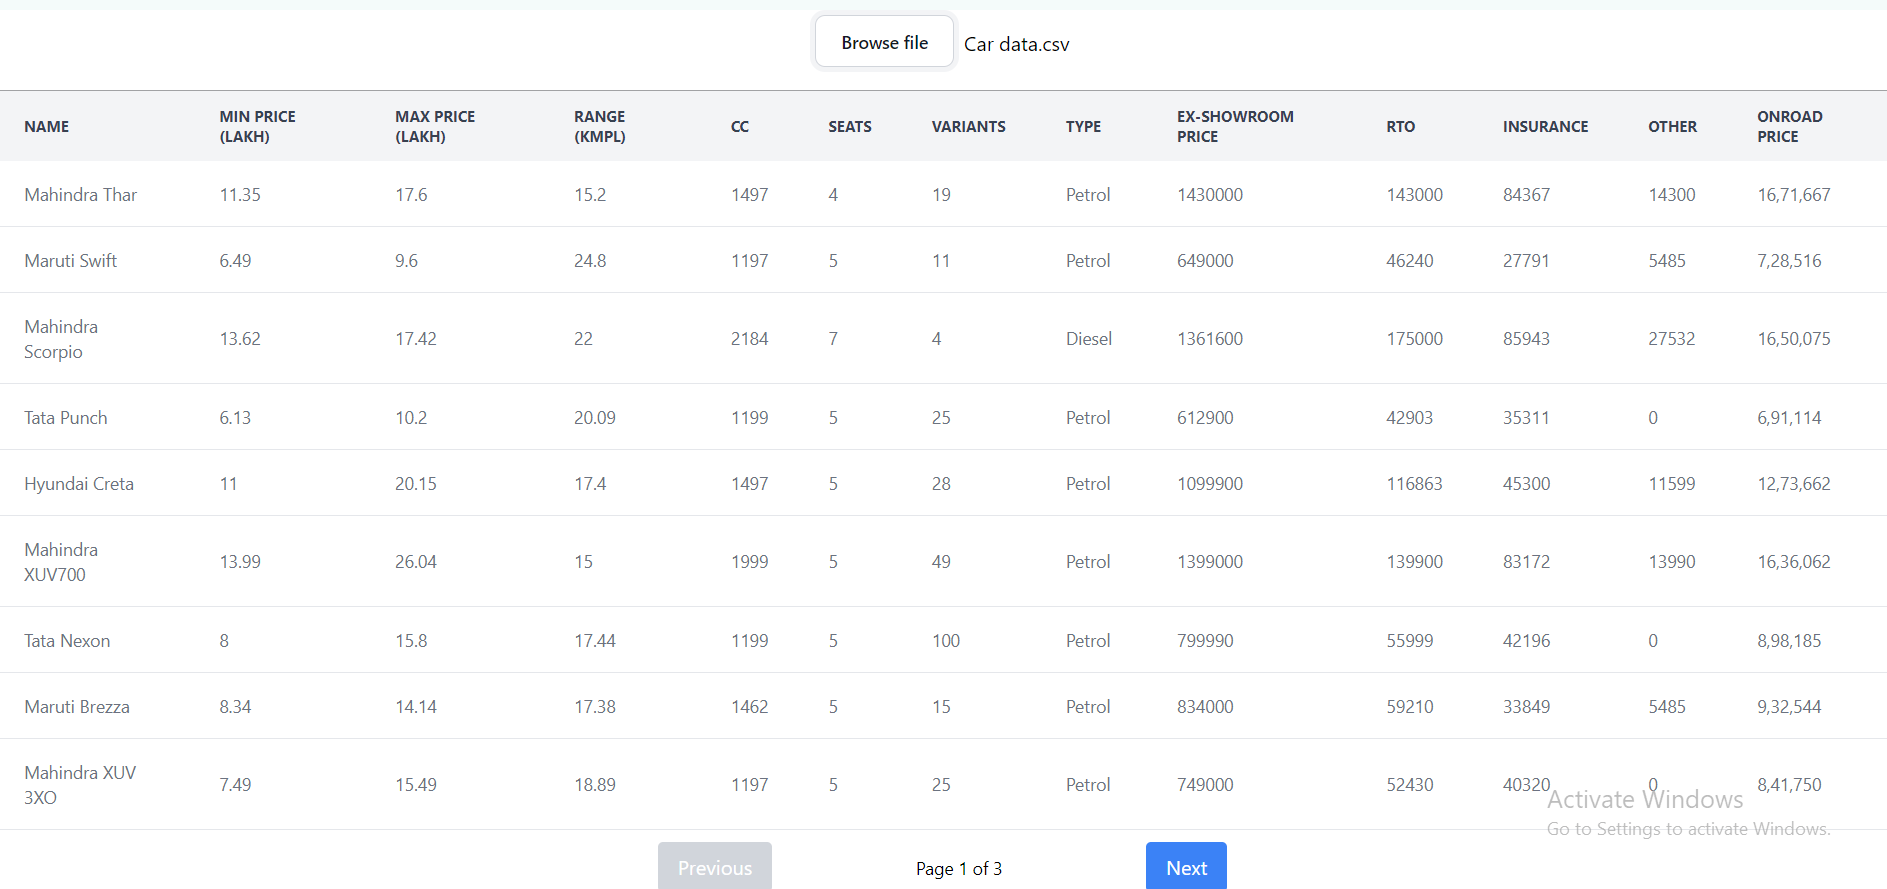 Browse file Car data.csv
NAME MIN PRICE (LAKH) MAX PRICE (LAKH) RANGE (KMPL) CC SEATS VARIANTS TYPE EX-SHOWROOM PRICE RTO INSURANCE OTHER ONROAD PRICE
Mahindra Thar 11.35 17.6 15.2 1497 4 19 Petrol 1430000 143000 84367 14300 16,71,667
Maruti Swift 6.49 9.6 24.8 1197 5 11 Petrol 649000 46240 27791 5485 7,28,516
Mahindra Scorpio 13.62 17.42 22 2184 7 4 Diesel 1361600 175000 85943 27532 16,50,075
Tata Punch 6.13 10.2 20.09 1199 5 25 Petrol 612900 42903 35311 0 6,91,114
Hyundai Creta 11 20.15 17.4 1497 5 28 Petrol 1099900 116863 45300 11599 12,73,662
Mahindra XUV700 13.99 26.04 15 1999 5 49 Petrol 1399000 139900 83172 13990 16,36,062
Tata Nexon 8 15.8 17.44 1199 5 100 Petrol 799990 55999 42196 0 8,98,185
Maruti Brezza 8.34 14.14 17.38 1462 5 15 Petrol 834000 59210 33849 5485 9,32,544
Mahindra XUV 3XO 7.49 15.49 18.89 1197 5 25 Petrol 749000 52430 40320 0 8,41,750
Activate Windows
Go to Settings to activate Windows.
Previous Page 1 of 3 Next